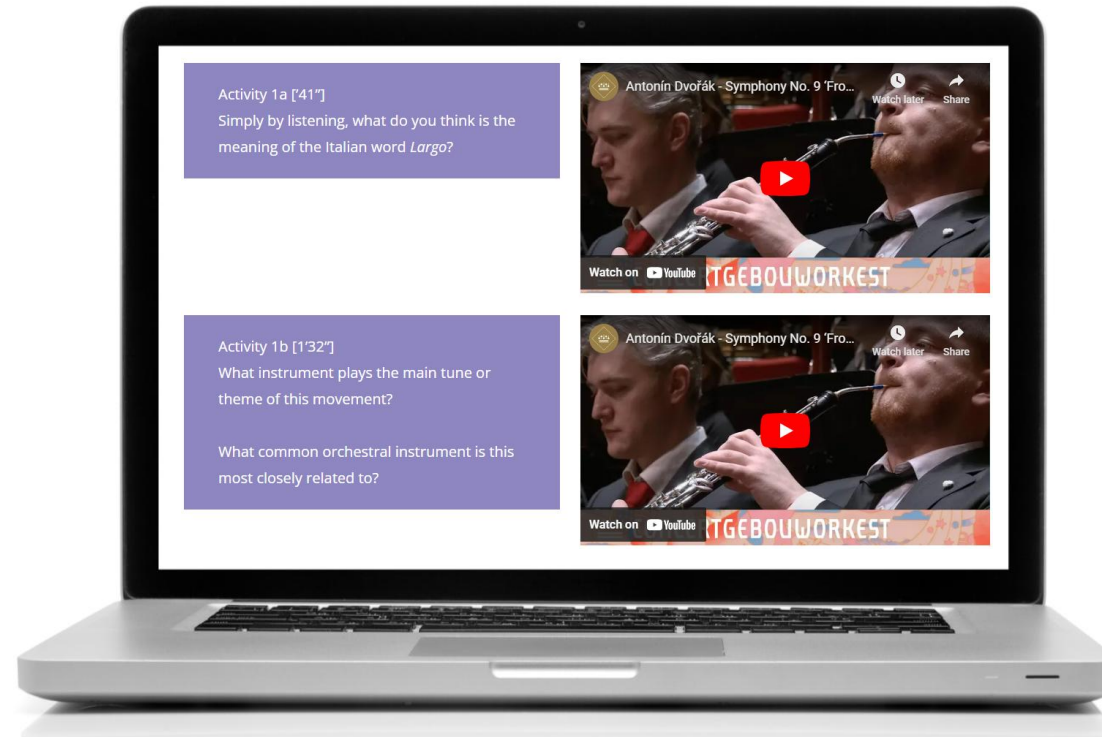 Activity 1a [’41”]
Simply by listening, what do you think is the
meaning of the Italian word Largo?
Antonín Dvořák - Symphony No. 9 ‘Fro...
Watch later
Share
Watch on YouTube
RTGEBOUWORKEST
Activity 1b [1’32”]
What instrument plays the main tune or
theme of this movement?
What common orchestral instrument is this
most closely related to?
Antonín Dvořák - Symphony No. 9 ‘Fro...
Watch later
Share
Watch on YouTube
RTGEBOUWORKEST